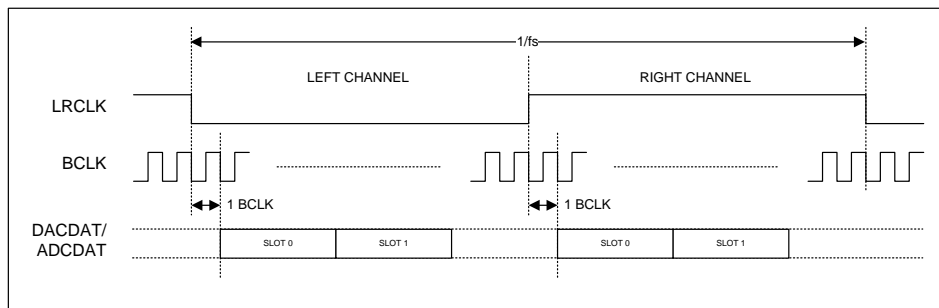 1/fs
LEFT CHANNEL
RIGHT CHANNEL
LRCLK
BCLK
1 BCLK
1 BCLK
DACDAT/
ADCDAT
SLOT 0
SLOT 1
SLOT 0
SLOT 1